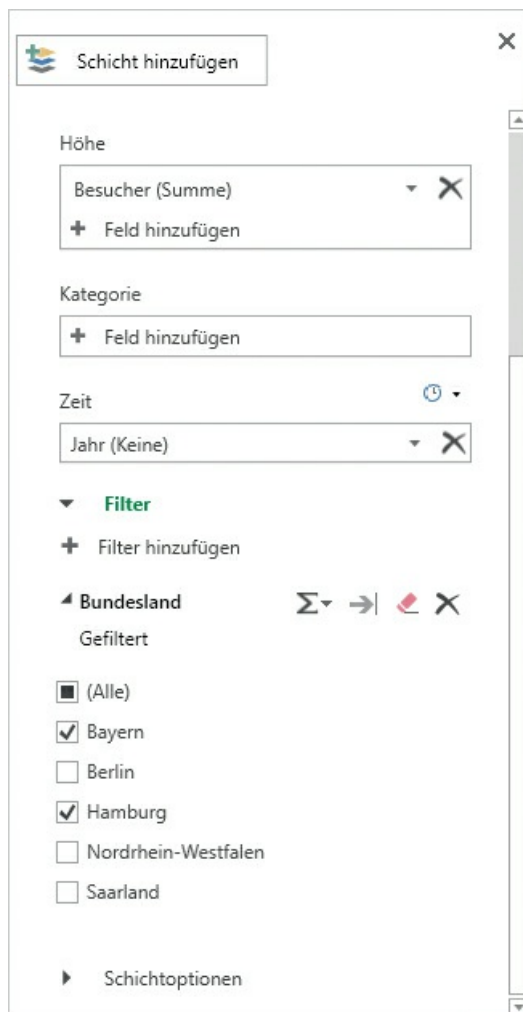 Schicht hinzufügen
Höhe
Besucher (Summe)
Feld hinzufügen
Kategorie
Feld hinzufügen
Zeit
Jahr (Keine)
Filter
Filter hinzufügen
Bundesland
Gefiltert
(Alle)
Bayern
Berlin
Hamburg
Nordrhein-Westfalen
Saarland
Schichtoptionen